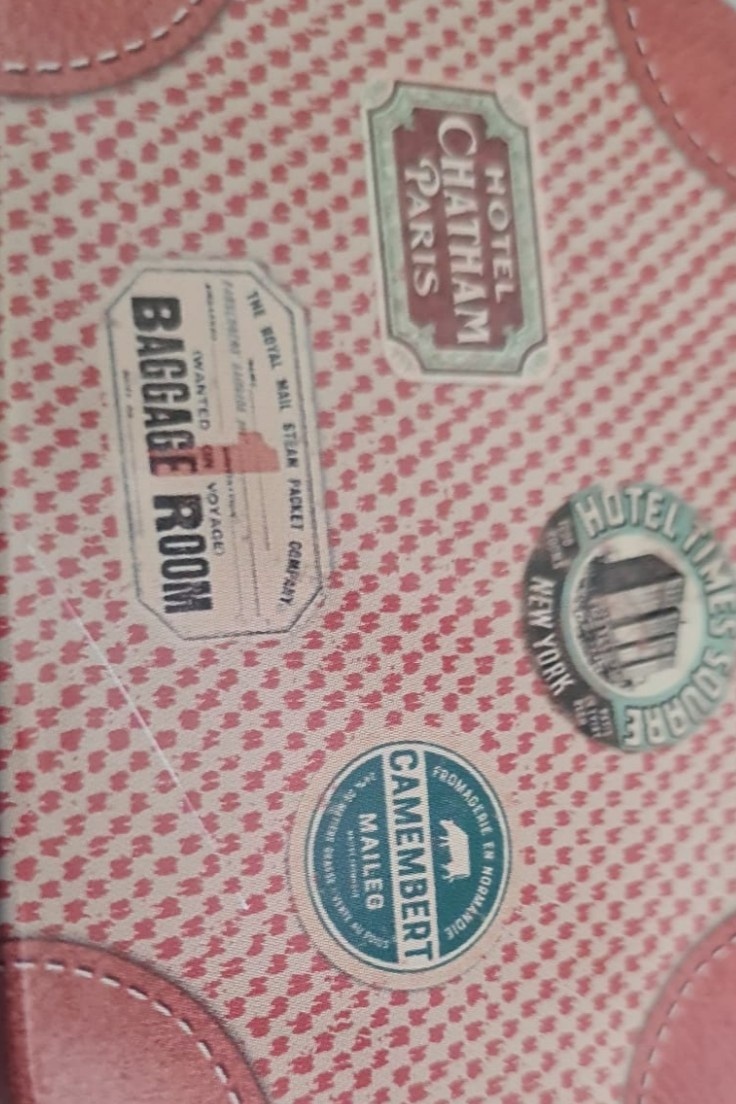 HOTEL
CHATHAM
PARIS
THE ROYAL MAIL STEAM PACKET COMPANY
(WANTED ON VOYAGE)
BAGGAGE ROOM
HOTEL TIMES SQUARE
NEW YORK
FROMAGERIE EN NORMANDIE
CAMEMBERT
MAILEG